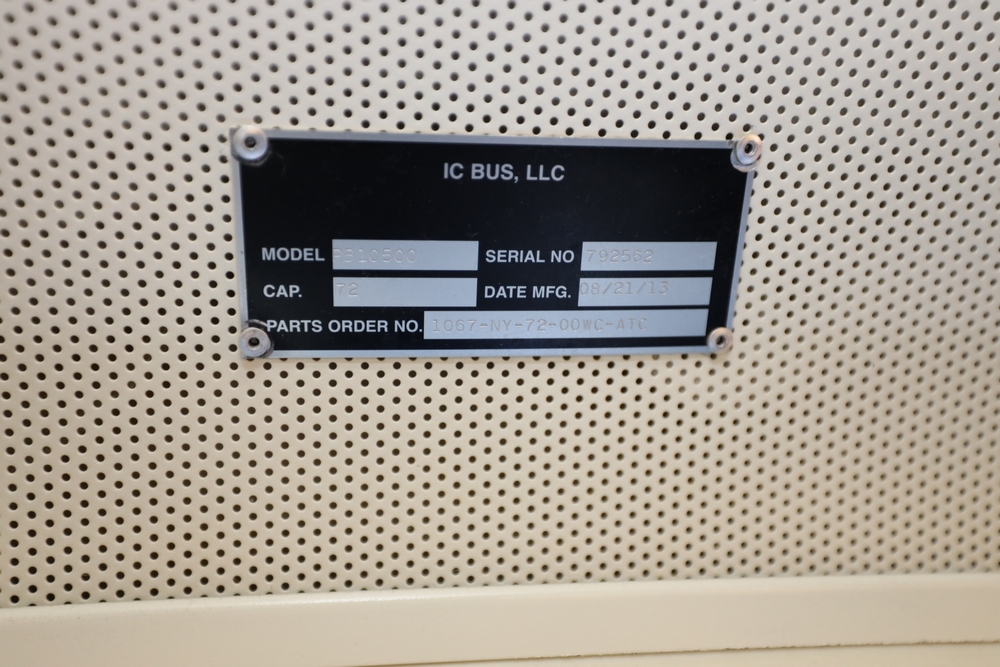 IC BUS, LLC
MODEL PB10500 SERIAL NO 792562
CAP. 72 DATE MFG. 08/21/13
PARTS ORDER NO. 1067-NY-72-00WC-ATC